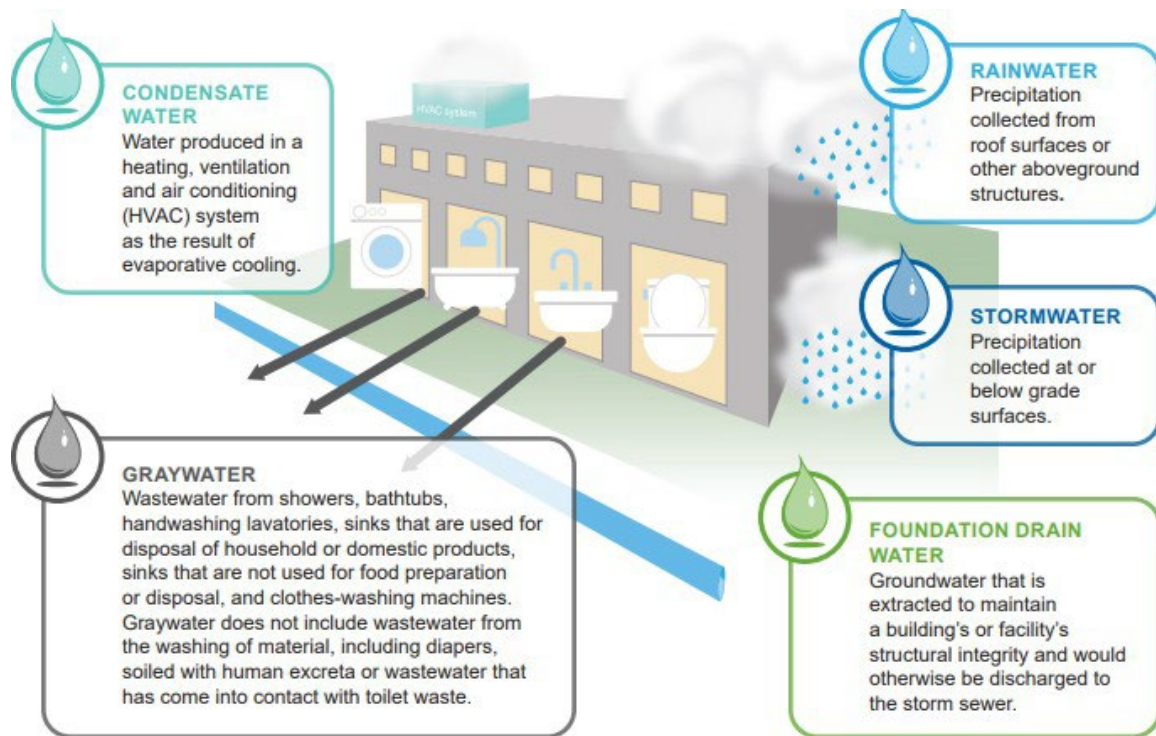 CONDENSATE
WATER
Water produced in a
heating, ventilation
and air conditioning
(HVAC) system
as the result of
evaporative cooling.
HVAC system
RAINWATER
Precipitation
collected from
roof surfaces or
other aboveground
structures.
STORMWATER
Precipitation
collected at or
below grade
surfaces.
GRAYWATER
Wastewater from showers, bathtubs,
handwashing lavatories, sinks that are used for
disposal of household or domestic products,
sinks that are not used for food preparation
or disposal, and clothes-washing machines.
Graywater does not include wastewater from
the washing of material, including diapers,
soiled with human excreta or wastewater that
has come into contact with toilet waste.
FOUNDATION DRAIN
WATER
Groundwater that is
extracted to maintain
a building's or facility's
structural integrity and would
otherwise be discharged to
the storm sewer.